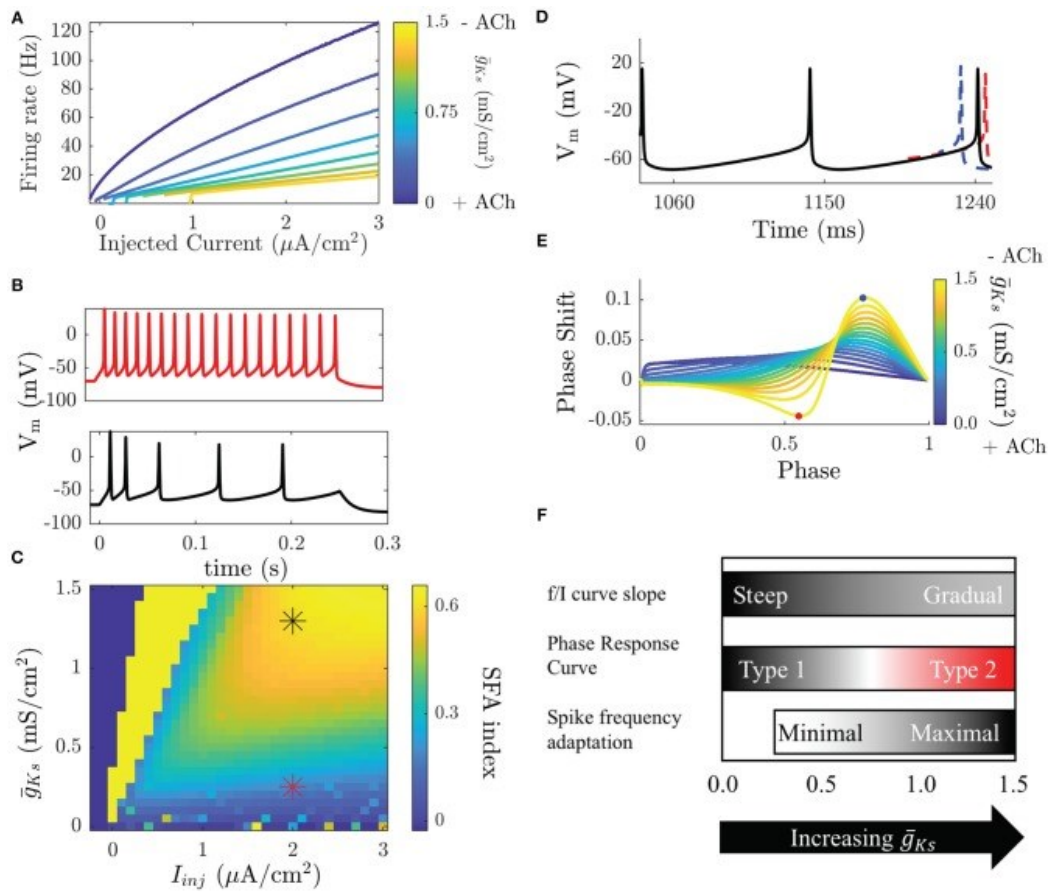 A
Firing rate (Hz)
120
100
80
60
40
20
0
1
2
3
Injected Current (μA/cm²)
1.5
0.75
0
- ACh
ḡKs (mS/cm²)
+ ACh
B
Vm (mV)
0
-50
-100
0
-50
-100
0
0.1
0.2
0.3
time (s)
C
ḡKs (mS/cm²)
1.5
1
0.5
0
0
1
2
3
Iinj (μA/cm²)
0.6
0.3
0
SFA index
D
Vm (mV)
20
-20
-60
1060
1150
1240
Time (ms)
E
Phase Shift
0.1
0.05
0
-0.05
0
0.5
1
Phase
- ACh
1.5
0.5
0.0
ḡKs (mS/cm²)
+ ACh
F
f/I curve slope
Steep
Gradual
Phase Response
Curve
Type 1
Type 2
Spike frequency
adaptation
Minimal
Maximal
0.0 0.5 1.0 1.5
Increasing ḡKs